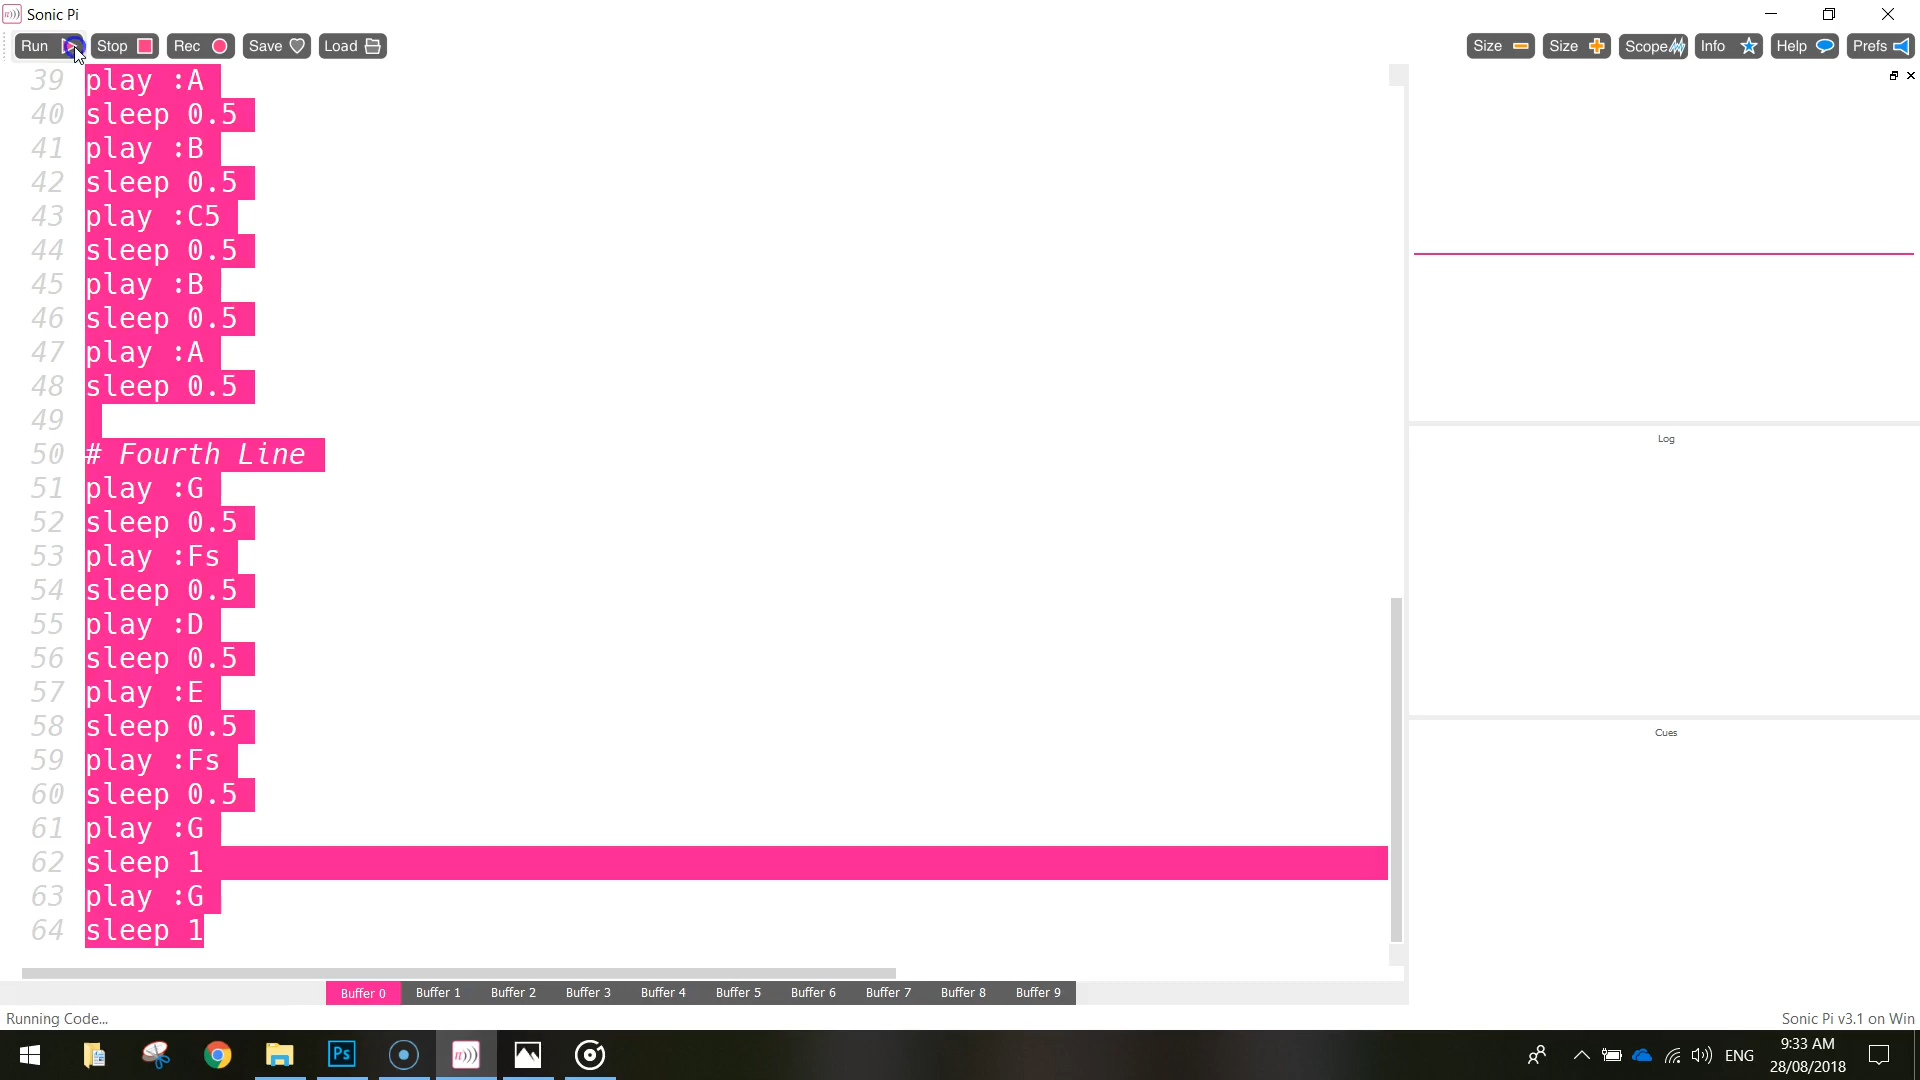 Sonic Pi
Run Stop Rec Save Load Size Size Scope Info Help Prefs
39 play :A
40 sleep 0.5
41 play :B
42 sleep 0.5
43 play :C5
44 sleep 0.5
45 play :B
46 sleep 0.5
47 play :A
48 sleep 0.5
49
50 # Fourth Line
51 play :G
52 sleep 0.5
53 play :Fs
54 sleep 0.5
55 play :D
56 sleep 0.5
57 play :E
58 sleep 0.5
59 play :Fs
60 sleep 0.5
61 play :G
62 sleep 1
63 play :G
64 sleep 1
Log
Cues
Buffer 0 Buffer 1 Buffer 2 Buffer 3 Buffer 4 Buffer 5 Buffer 6 Buffer 7 Buffer 8 Buffer 9
Running Code... Sonic Pi v3.1 on Win
Ps
ENG
9:33 AM
28/08/2018